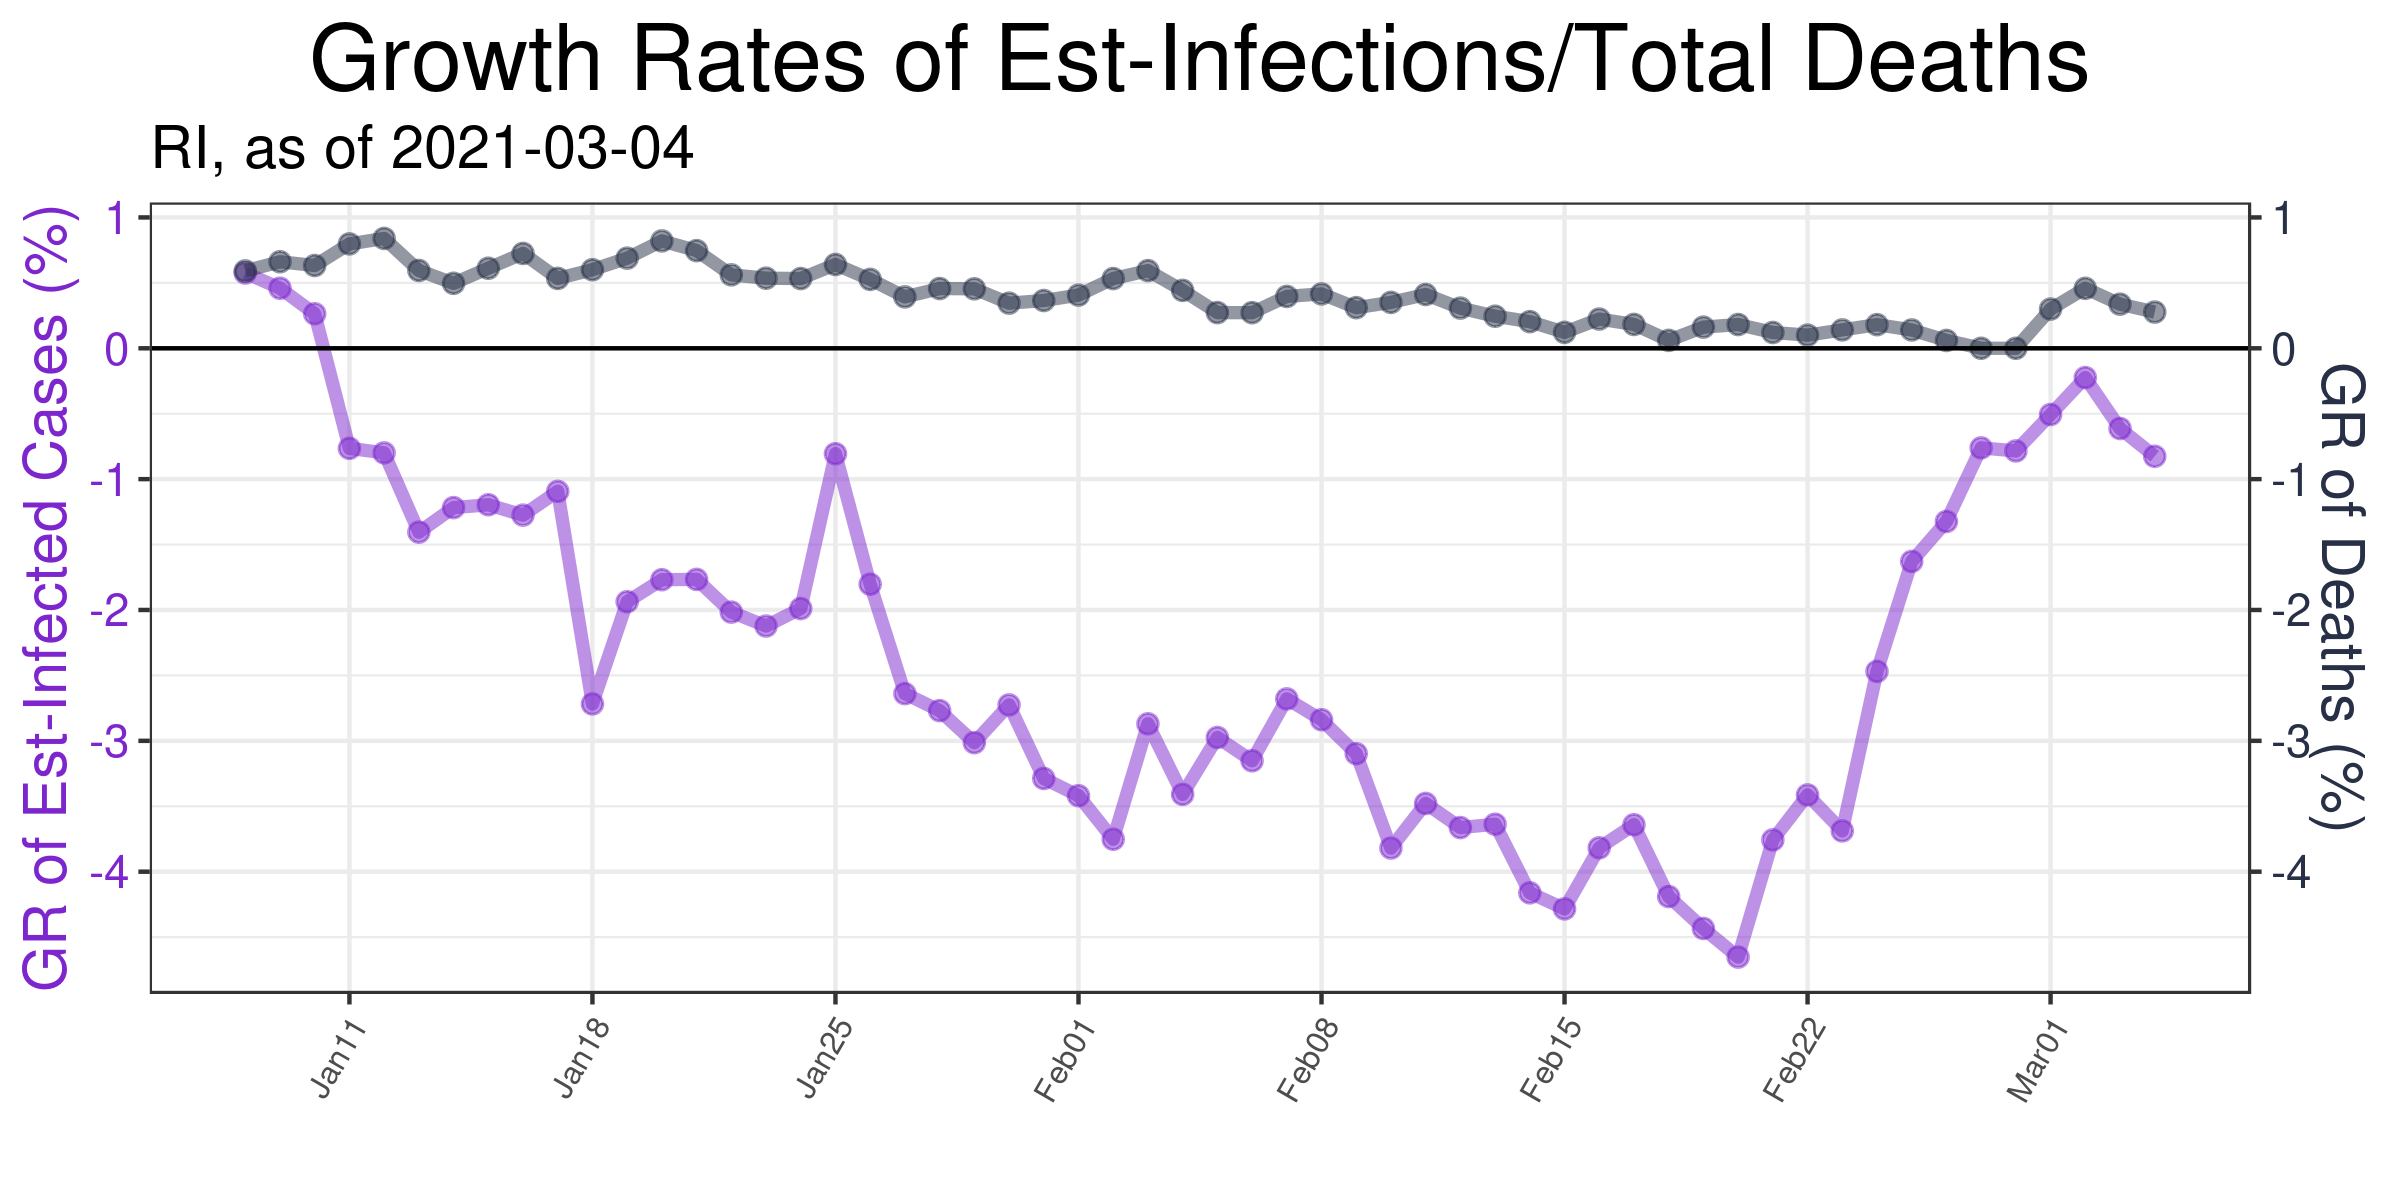 Growth Rates of Est-Infections/Total Deaths
RI, as of 2021-03-04
GR of Est-Infected Cases (%)
1
0
-1
-2
-3
-4
1
0
-1
-2
-3
-4
GR of Deaths (%)
Jan11
Jan18
Jan25
Feb01
Feb08
Feb15
Feb22
Mar01